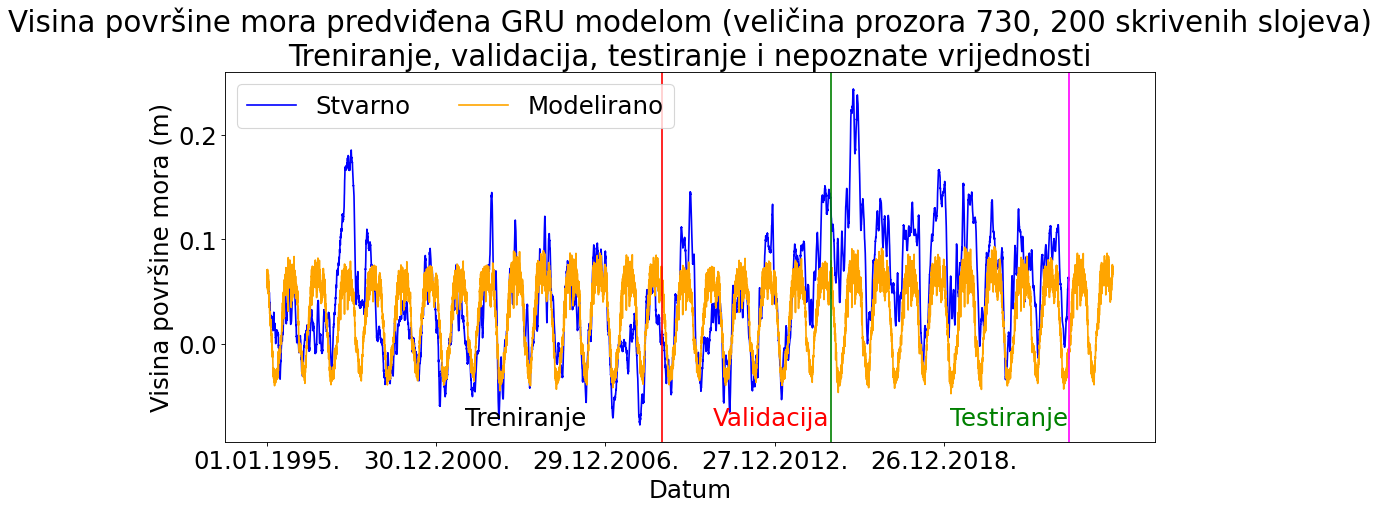 Visina površine mora predviđena GRU modelom (veličina prozora 730, 200 skrivenih slojeva)
Treniranje, validacija, testiranje i nepoznate vrijednosti
Stvarno Modelirano
Visina površine mora (m)
0.2
0.1
0.0
Treniranje Validacija Testiranje
01.01.1995. 30.12.2000. 29.12.2006. 27.12.2012. 26.12.2018.
Datum